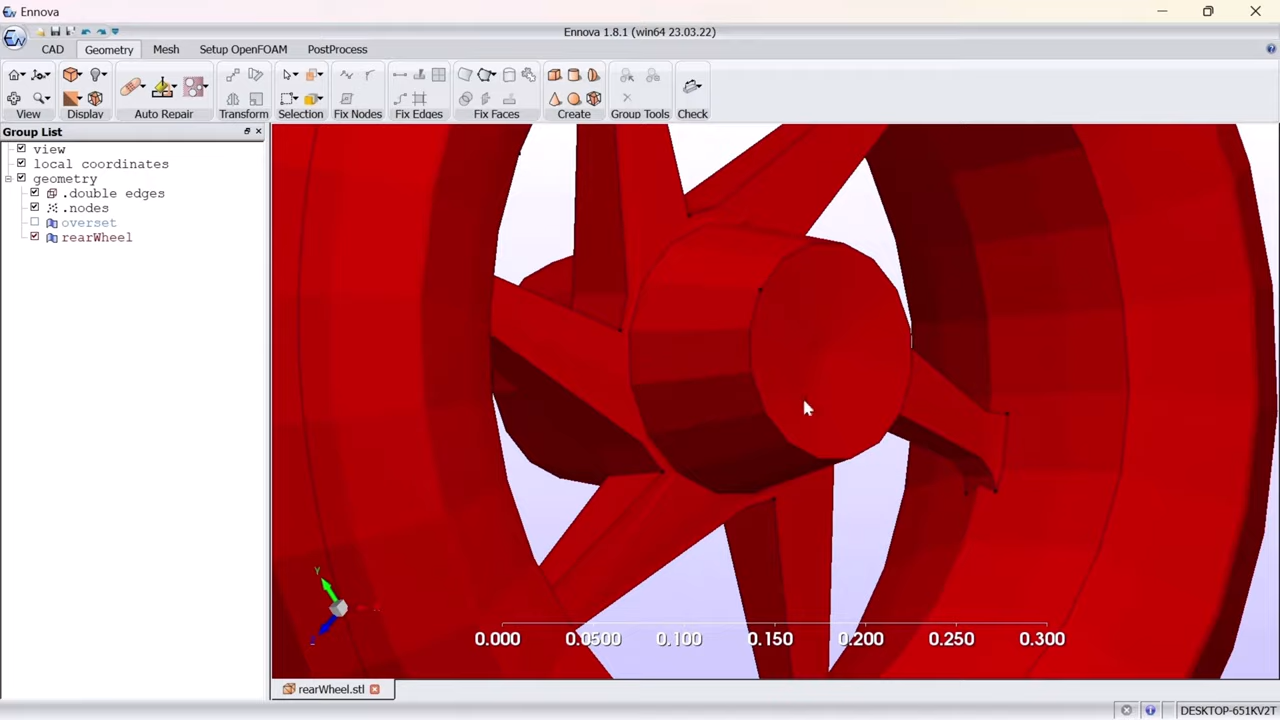 Ennova
Ennova 1.8.1 (win64 23.03.22)
CAD Geometry Mesh Setup OpenFOAM PostProcess
View Display Auto Repair Transform Selection Fix Nodes Fix Edges Fix Faces Create Group Tools Check
Group List
view
local coordinates
geometry
.double edges
.nodes
overset
rearWheel
Y
0.000 0.0500 0.100 0.150 0.200 0.250 0.300
rearWheel.stl
DESKTOP-651KV2T